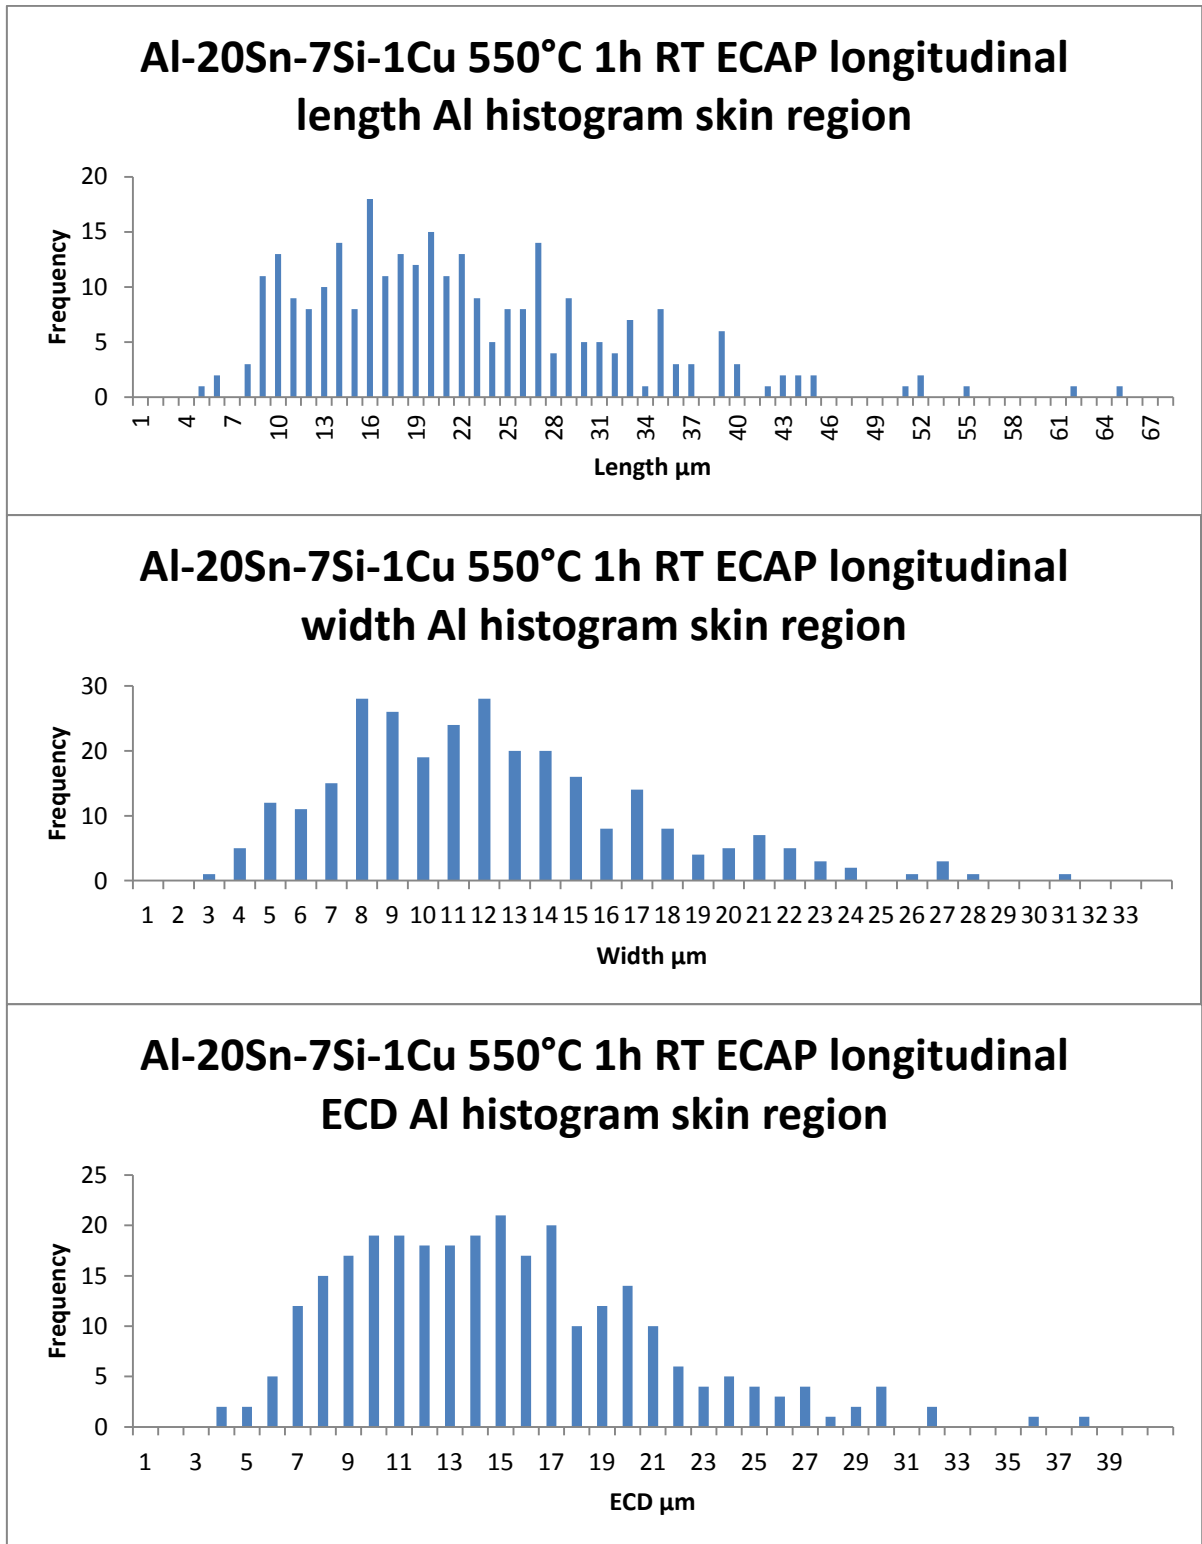 Al-20Sn-7Si-1Cu 550°C 1h RT ECAP longitudinal
length Al histogram skin region
20
15
10
5
0
Frequency
1 4 7 10 13 16 19 22 25 28 31 34 37 40 43 46 49 52 55 58 61 64 67
Length µm
Al-20Sn-7Si-1Cu 550°C 1h RT ECAP longitudinal
width Al histogram skin region
30
20
10
0
Frequency
1 2 3 4 5 6 7 8 9 10 11 12 13 14 15 16 17 18 19 20 21 22 23 24 25 26 27 28 29 30 31 32 33
Width µm
Al-20Sn-7Si-1Cu 550°C 1h RT ECAP longitudinal
ECD Al histogram skin region
25
20
15
10
5
0
Frequency
1 3 5 7 9 11 13 15 17 19 21 23 25 27 29 31 33 35 37 39
ECD µm